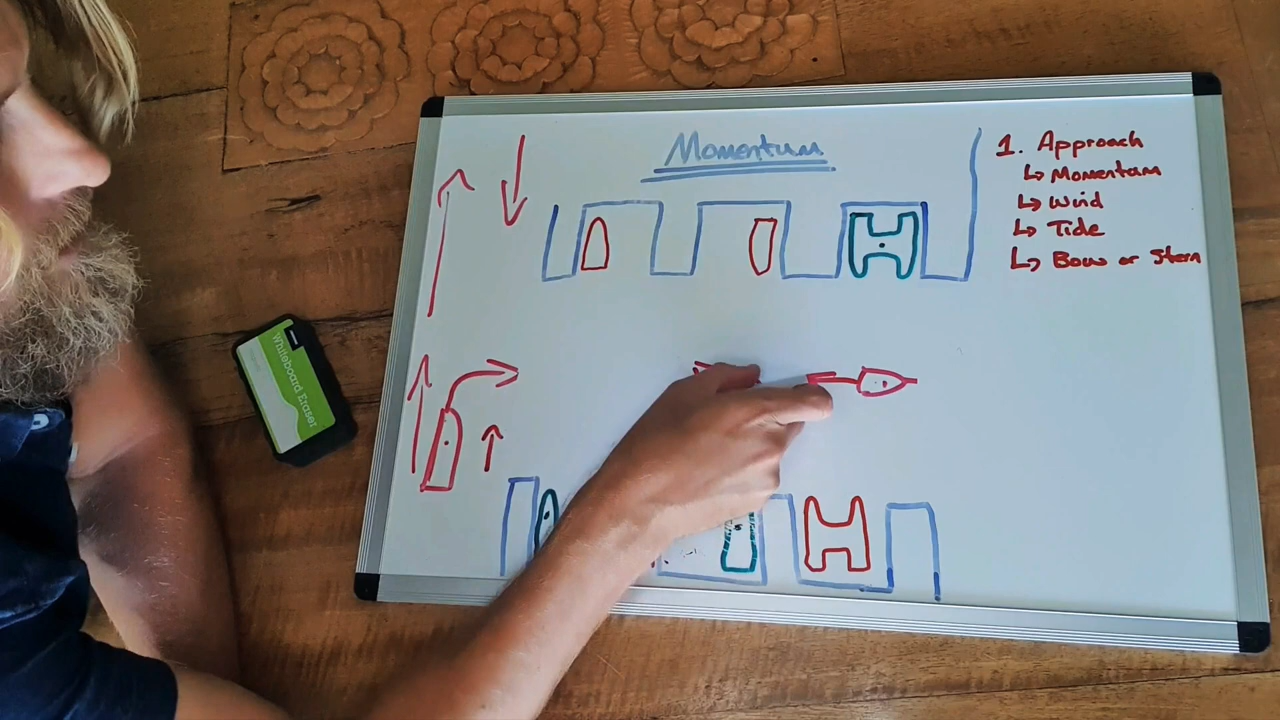 Momentum
1. Approach
↳ Momentum
↳ Wind
↳ Tide
↳ Bow or Stern
Whiteboard Eraser